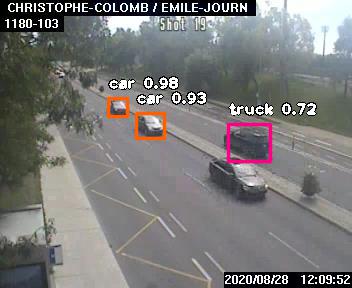 CHRISTOPHE-COLOMB / EMILE-JOURN
1180-103
Shot 19
car 0.98
car 0.93
truck 0.72
2020/08/28 12:09:52